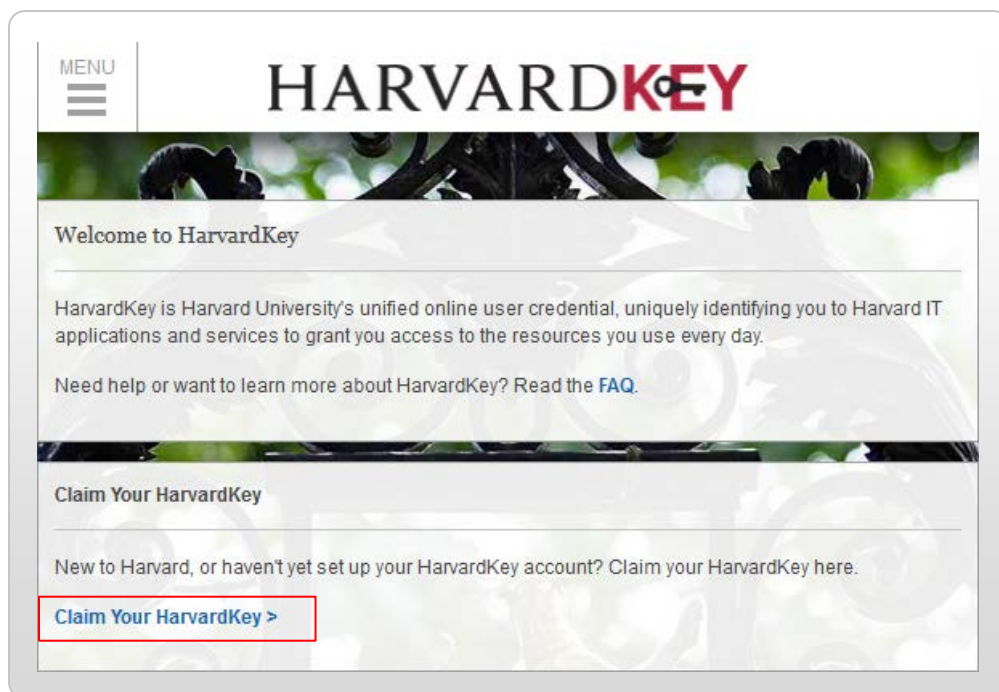 MENU
HARVARDKEY
Welcome to HarvardKey
HarvardKey is Harvard University's unified online user credential, uniquely identifying you to Harvard IT
applications and services to grant you access to the resources you use every day.
Need help or want to learn more about HarvardKey? Read the FAQ.
Claim Your HarvardKey
New to Harvard, or haven't yet set up your HarvardKey account? Claim your HarvardKey here.
Claim Your HarvardKey >